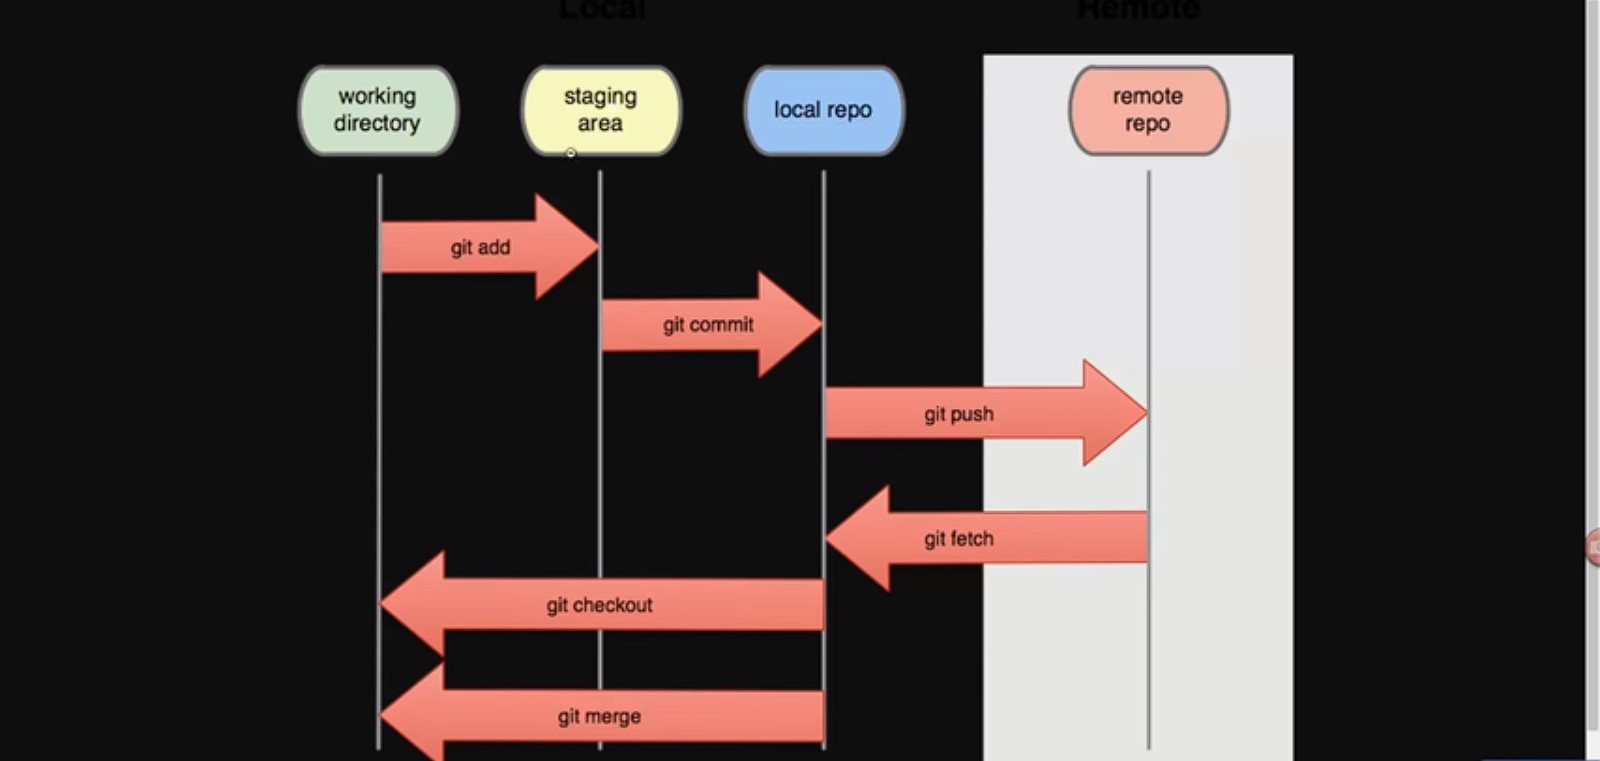 Local
Remote
working
directory
staging
area
local repo
remote
repo
git add
git commit
git push
git fetch
git checkout
git merge